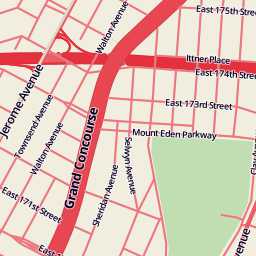 East 175th Street
Walton Avenue
Ittner Place
East 174th Street
Jerome Avenue
East 173rd Street
Townsend Avenue
Mount Eden Parkway
Walton Avenue
Grand Concourse
Selwyn Avenue
Sheridan Avenue
East 171st Street
East